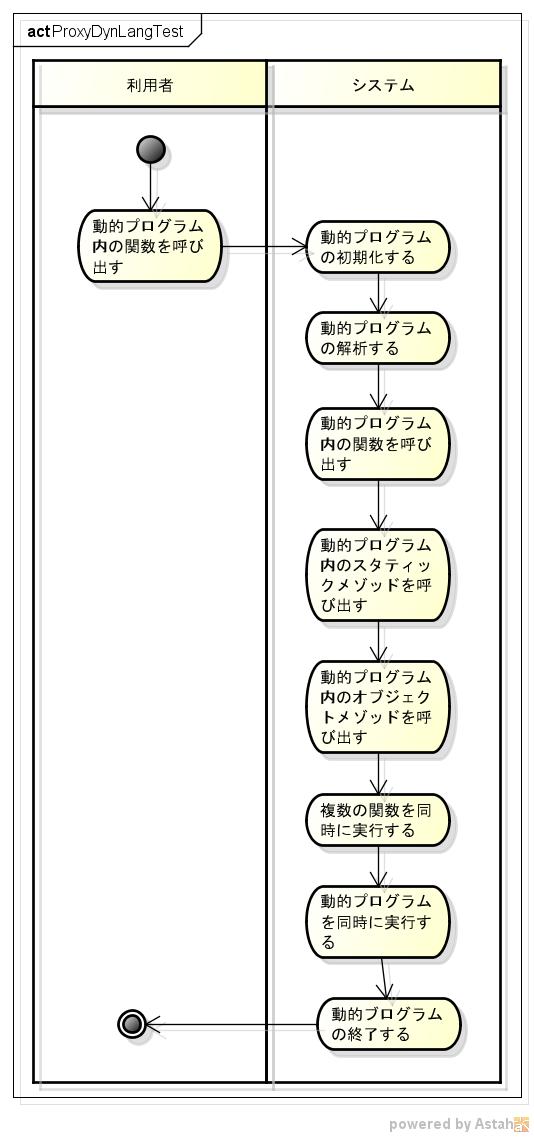 act ProxyDynLangTest
利用者
システム
動的プログラム
内の関数を呼び
出す
動的プログラム
の初期化する
動的プログラム
の解析する
動的プログラム
内の関数を呼び
出す
動的プログラム
内のスタティッ
クメゾッドを呼
び出す
動的プログラム
内のオブジェク
トメゾッドを呼
び出す
複数の関数を同
時に実行する
動的プログラム
を同時に実行す
る
動的プログラム
の終了する
powered by Astah